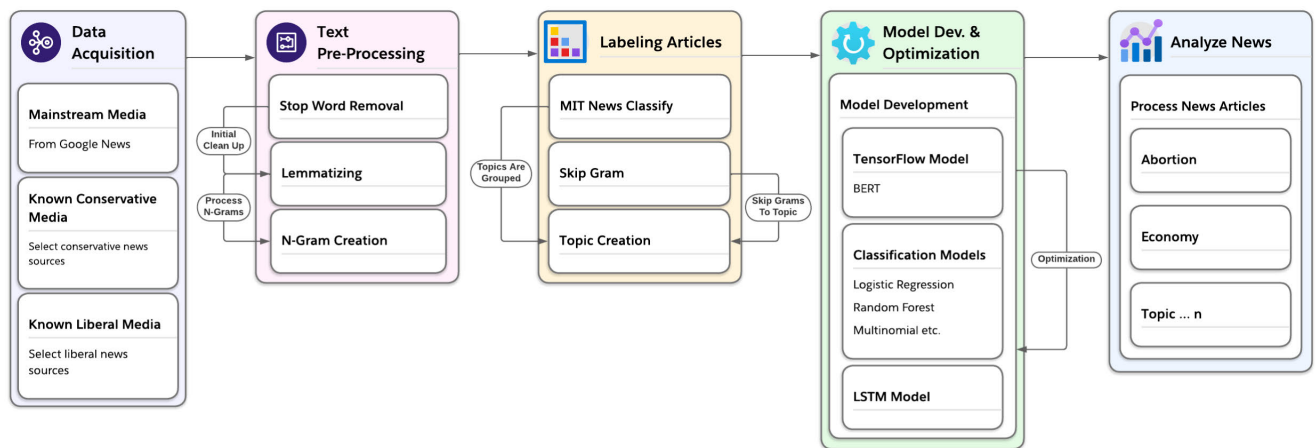 Data
Acquisition
Mainstream Media
From Google News
Known Conservative
Media
Select conservative news
sources
Known Liberal Media
Select liberal news
sources
Text
Pre-Processing
Stop Word Removal
Initial
Clean Up
Lemmatizing
Process
N-Grams
N-Gram Creation
Labeling Articles
MIT News Classify
Topics Are
Grouped
Skip Gram
Skip Grams
To Topic
Topic Creation
Model Dev. &
Optimization
Model Development
TensorFlow Model
BERT
Classification Models
Logistic Regression
Random Forest
Multinomial etc.
Optimization
LSTM Model
Analyze News
Process News Articles
Abortion
Economy
Topic ... n